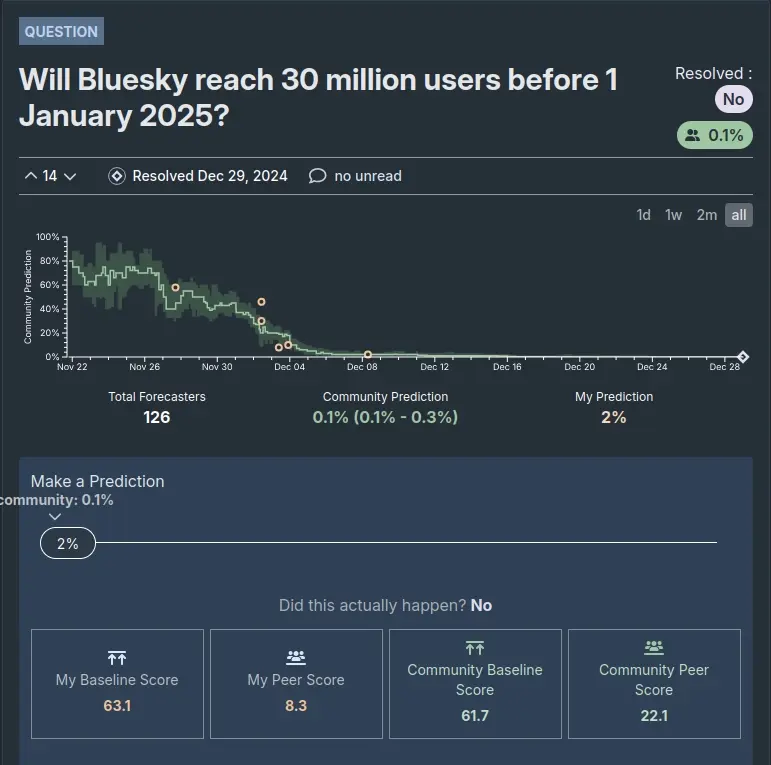 QUESTION
Will Bluesky reach 30 million users before 1
January 2025?
Resolved :
No
0.1%
14
Resolved Dec 29, 2024
no unread
1d 1w 2m all
Community Prediction
100%
80%
60%
40%
20%
0%
Nov 22 Nov 26 Nov 30 Dec 04 Dec 08 Dec 12 Dec 16 Dec 20 Dec 24 Dec 28
Total Forecasters
126
Community Prediction
0.1% (0.1% - 0.3%)
My Prediction
2%
Make a Prediction
community: 0.1%
2%
Did this actually happen? No
My Baseline Score
63.1
My Peer Score
8.3
Community Baseline
Score
61.7
Community Peer
Score
22.1